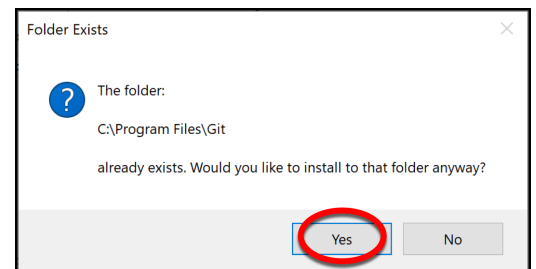 Folder Exists
The folder:
C:\Program Files\Git
already exists. Would you like to install to that folder anyway?
Yes No